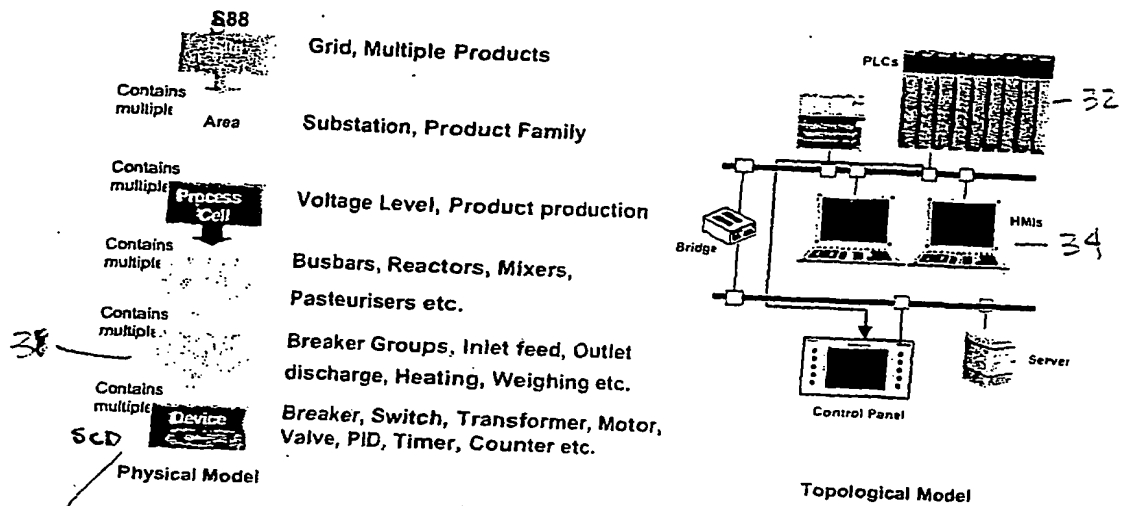 S88
Grid, Multiple Products
Contains
multiple
Area
Substation, Product Family
Contains
multiple
Process
Cell
Voltage Level, Product production
Contains
multiple
Busbars, Reactors, Mixers,
Pasteurisers etc.
Contains
multiple
Breaker Groups, Inlet feed, Outlet
discharge, Heating, Weighing etc.
Contains
multiple
Device
Breaker, Switch, Transformer, Motor,
Valve, PID, Timer, Counter etc.
SCD
Physical Model
PLCs
32
Bridge
HMIs
34
Server
Control Panel
Topological Model